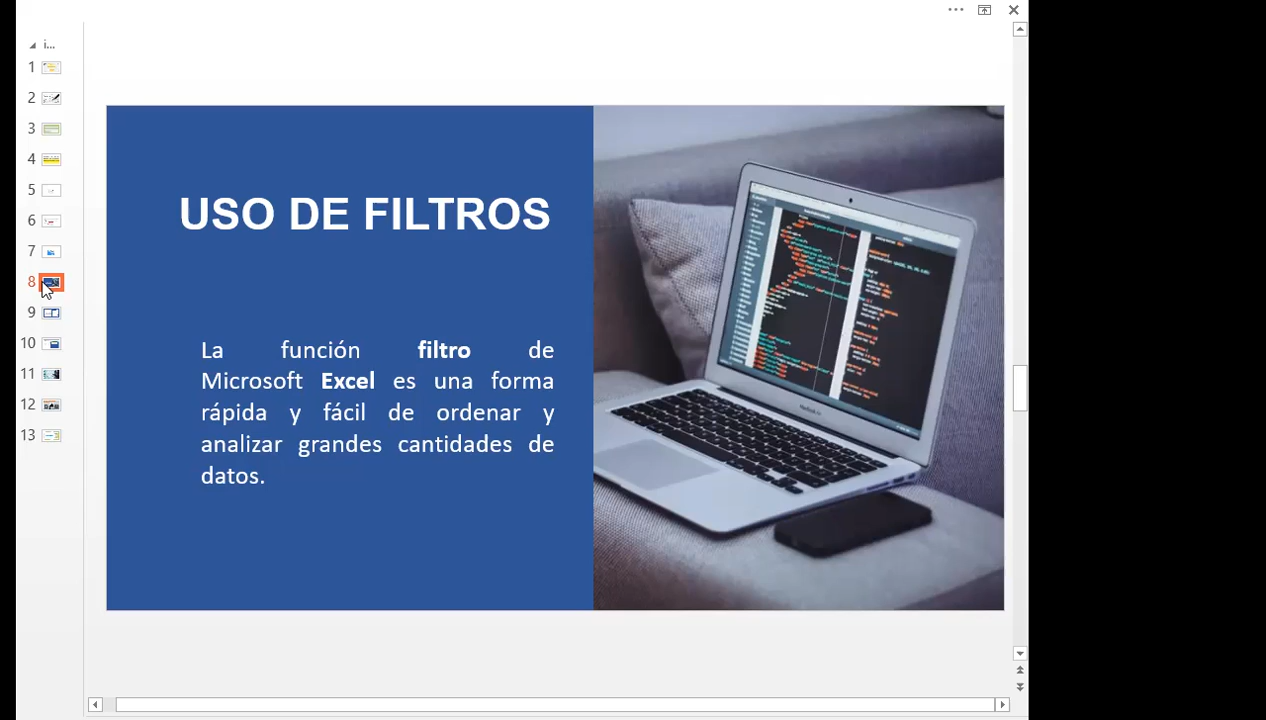 i...
1
2
3
4
5
6
7
8
9
10
11
12
13
USO DE FILTROS
La función filtro de
Microsoft Excel es una forma
rápida y fácil de ordenar y
analizar grandes cantidades de
datos.